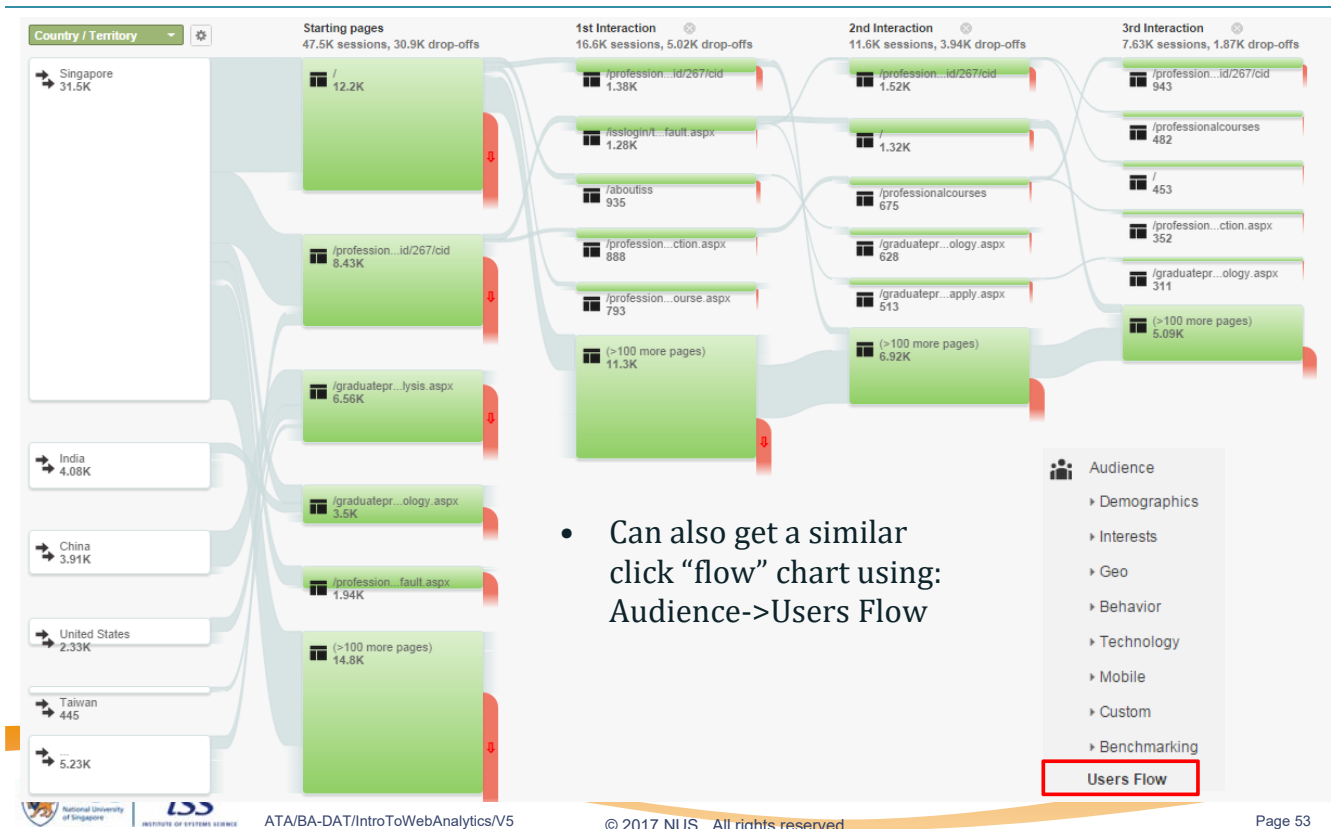 Country / Territory
Singapore
31.5K
India
4.08K
China
3.91K
United States
2.33K
Taiwan
445
...
5.23K
Starting pages
47.5K sessions, 30.9K drop-offs
/
12.2K
/profession...id/267/cid
8.43K
/graduatepr...lysis.aspx
6.56K
/graduatepr...ology.aspx
3.5K
/profession...fault.aspx
1.94K
(>100 more pages)
14.8K
1st Interaction
16.6K sessions, 5.02K drop-offs
/profession...id/267/cid
1.38K
/isslogin/t...fault.aspx
1.28K
/aboutiss
935
/profession...ction.aspx
888
/profession...ourse.aspx
793
(>100 more pages)
11.3K
2nd Interaction
11.6K sessions, 3.94K drop-offs
/profession...id/267/cid
1.52K
/
1.32K
/professionalcourses
675
/graduatepr...ology.aspx
628
/graduatepr...apply.aspx
513
(>100 more pages)
6.92K
3rd Interaction
7.63K sessions, 1.87K drop-offs
/profession...id/267/cid
943
/professionalcourses
482
/
453
/profession...ction.aspx
352
/graduatepr...ology.aspx
311
(>100 more pages)
5.09K
• Can also get a similar
click “flow” chart using:
Audience->Users Flow
Audience
Demographics
Interests
Geo
Behavior
Technology
Mobile
Custom
Benchmarking
Users Flow
National University
of Singapore
ISS
INSTITUTE OF SYSTEMS SCIENCE
ATA/BA-DAT/IntroToWebAnalytics/V5
© 2017 NUS. All rights reserved
Page 53